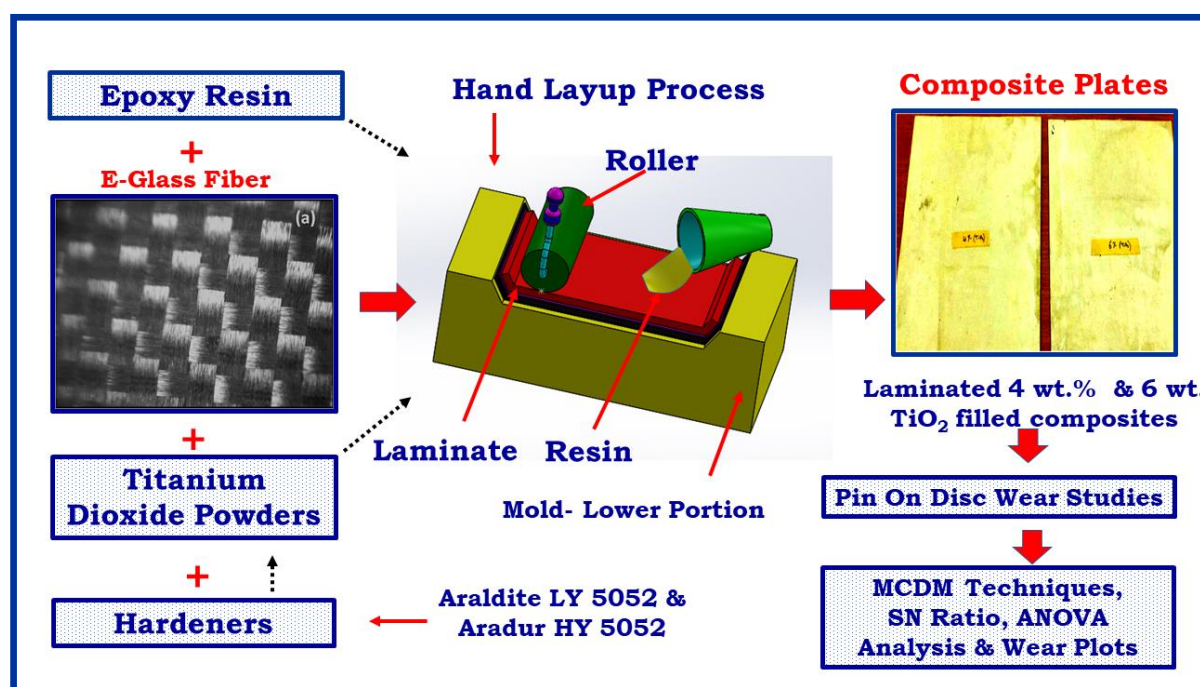 Epoxy Resin
+
E-Glass Fiber
(a)
+
Titanium
Dioxide Powders
+
Hardeners
Hand Layup Process
Roller
Laminate
Resin
Mold- Lower Portion
Araldite LY 5052 &
Aradur HY 5052
Composite Plates
Laminated 4 wt.% & 6 wt.
TiO₂ filled composites
Pin On Disc Wear Studies
MCDM Techniques,
SN Ratio, ANOVA
Analysis & Wear Plots